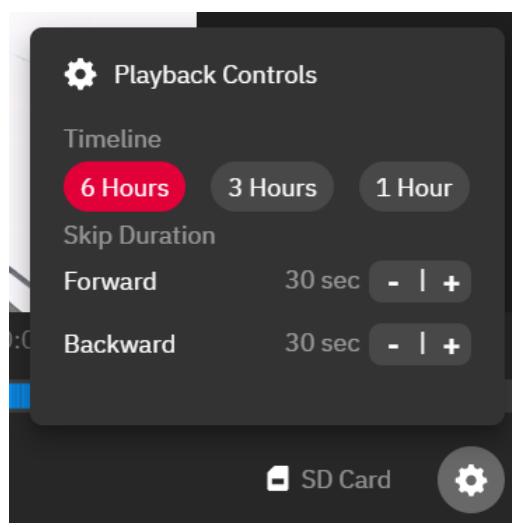 Playback Controls
Timeline
6 Hours 3 Hours 1 Hour
Skip Duration
Forward 30 sec - | +
Backward 30 sec - | +
SD Card